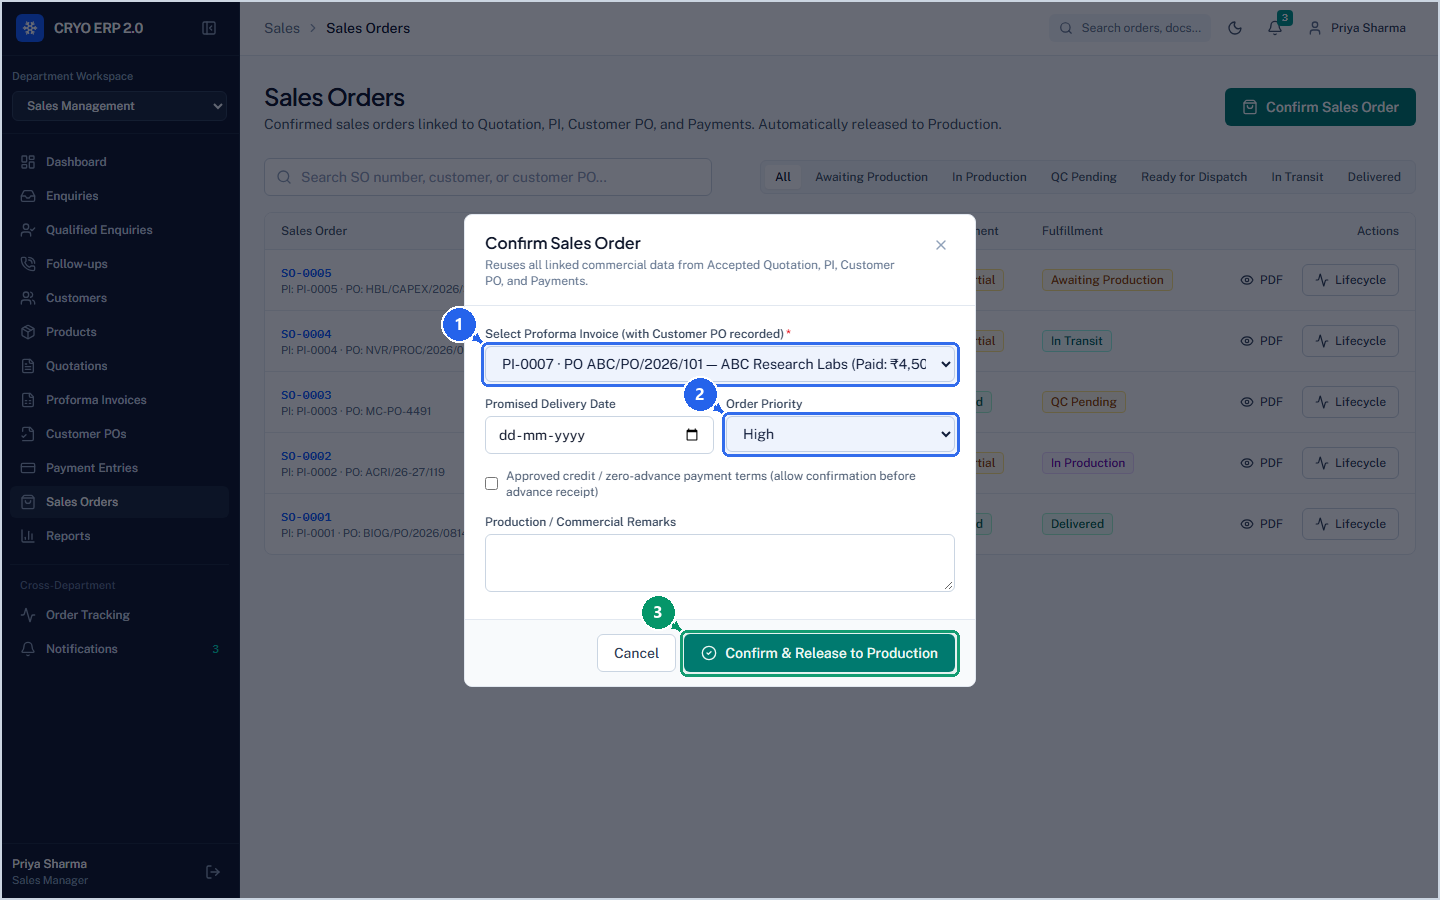 CRYO ERP 2.0
Sales > Sales Orders
Search orders, docs...
3
Priya Sharma
Department Workspace
Sales Management
Dashboard
Enquiries
Qualified Enquiries
Follow-ups
Customers
Products
Quotations
Proforma Invoices
Customer POs
Payment Entries
Sales Orders
Reports
Cross-Department
Order Tracking
Notifications 3
Priya Sharma
Sales Manager
Sales Orders
Confirmed sales orders linked to Quotation, PI, Customer PO, and Payments. Automatically released to Production.
Confirm Sales Order
Search SO number, customer, or customer PO...
All Awaiting Production In Production QC Pending Ready for Dispatch In Transit Delivered
Sales Order Fulfillment Actions
SO-0005
PI: PI-0005 · PO: HBL/CAPEX/2026/
Awaiting Production PDF Lifecycle
SO-0004
PI: PI-0004 · PO: NVR/PROC/2026/0
In Transit PDF Lifecycle
SO-0003
PI: PI-0003 · PO: MC-PO-4491
QC Pending PDF Lifecycle
SO-0002
PI: PI-0002 · PO: ACRI/26-27/119
In Production PDF Lifecycle
SO-0001
PI: PI-0001 · PO: BIOG/PO/2026/081
Delivered PDF Lifecycle
Confirm Sales Order
Reuses all linked commercial data from Accepted Quotation, PI, Customer
PO, and Payments.
1
Select Proforma Invoice (with Customer PO recorded) *
PI-0007 · PO ABC/PO/2026/101 — ABC Research Labs (Paid: ₹4,50
2
Promised Delivery Date Order Priority
dd-mm-yyyy High
Approved credit / zero-advance payment terms (allow confirmation before
advance receipt)
Production / Commercial Remarks
3
Cancel Confirm & Release to Production